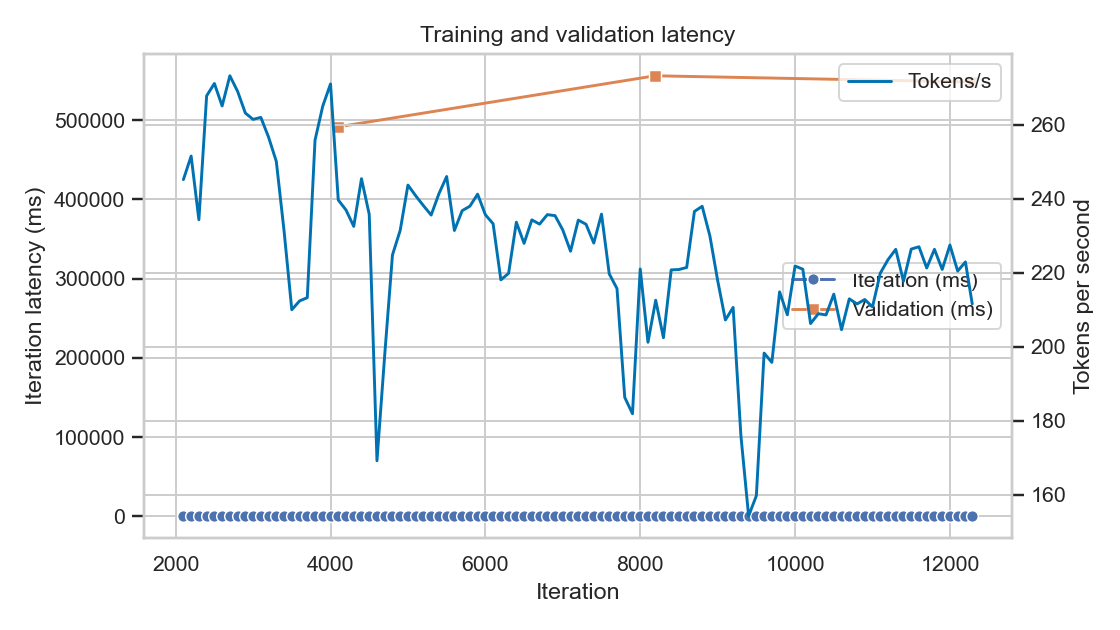 Training and validation latency
Iteration latency (ms)
500000
400000
300000
200000
100000
0
Tokens/s
Iteration (ms)
Validation (ms)
260
240
220
200
180
160
Tokens per second
2000 4000 6000 8000 10000 12000
Iteration